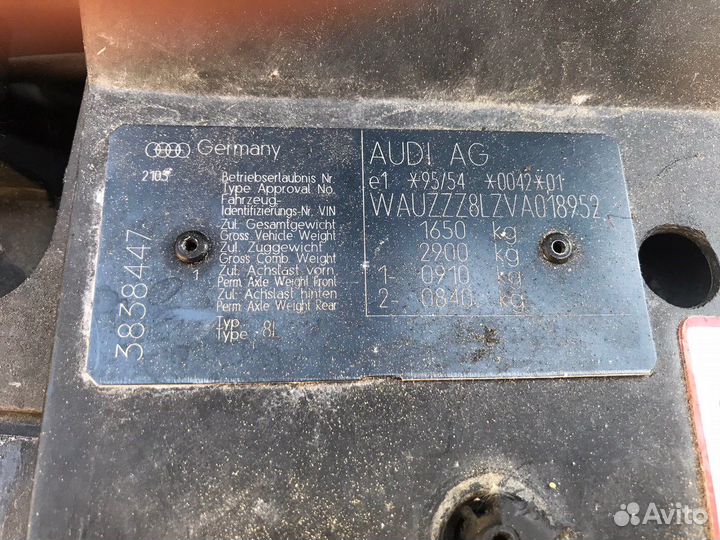 Germany
2103
Betriebserlaubnis Nr.
Type Approval No.
Fahrzeug-
Identifizierungs-Nr. VIN
Zul. Gesamtgewicht
Gross Vehicle Weight
Zul. Zuggewicht
Gross Comb. Weight
Zul. Achslast vorn
Perm. Axle Weight Front
Zul. Achslast hinten
Perm. Axle Weight Rear
Typ
Type 8L
3838447
AUDI AG
e1 *95/54 *0042*01
WAUZZZ8LZVA018952
1650 kg
2900 kg
1- 0910 kg
2- 0840 kg
Avito